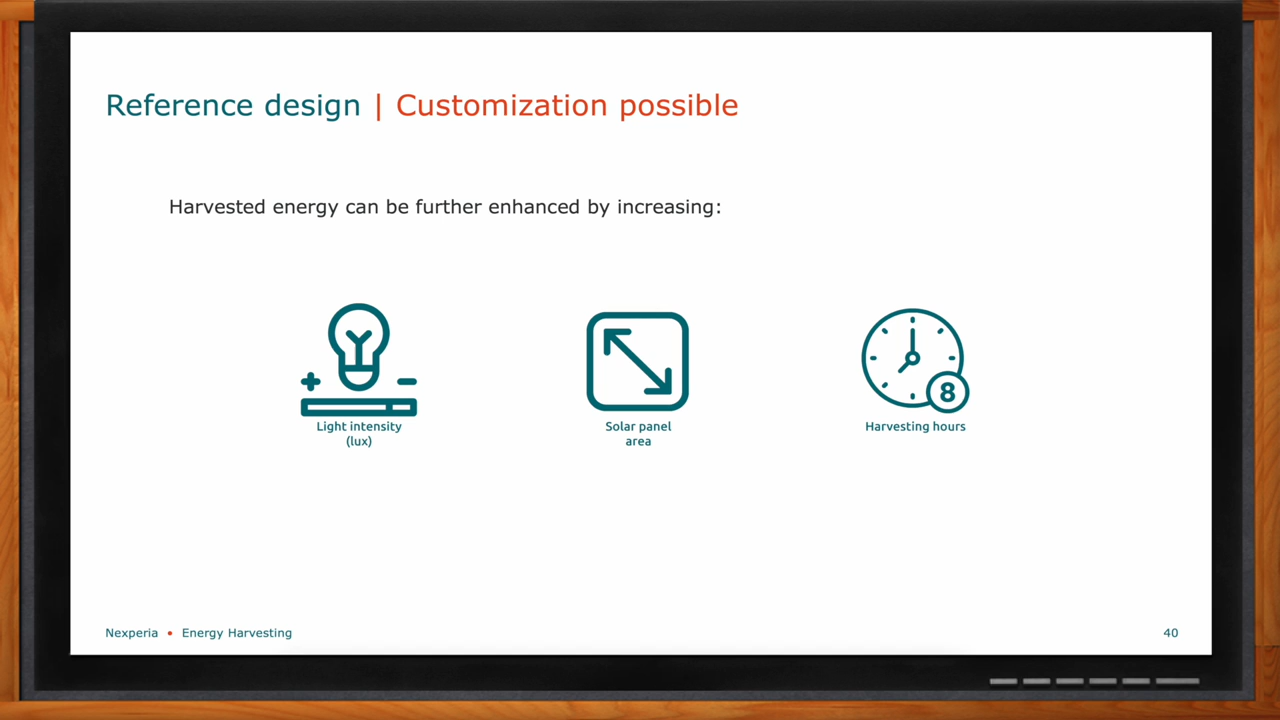 Reference design | Customization possible
Harvested energy can be further enhanced by increasing:
Light intensity
(lux)
Solar panel
area
8
Harvesting hours
Nexperia • Energy Harvesting
40